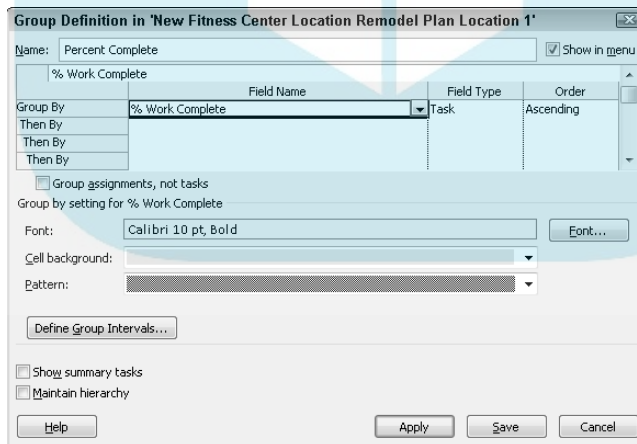 Group Definition in 'New Fitness Center Location Remodel Plan Location 1'
Name: Percent Complete Show in menu
% Work Complete
Field Name Field Type Order
Group By % Work Complete Task Ascending
Then By
Then By
Then By
Group assignments, not tasks
Group by setting for % Work Complete
Font: Calibri 10 pt, Bold Font...
Cell background:
Pattern:
Define Group Intervals...
Show summary tasks
Maintain hierarchy
Help Apply Save Cancel